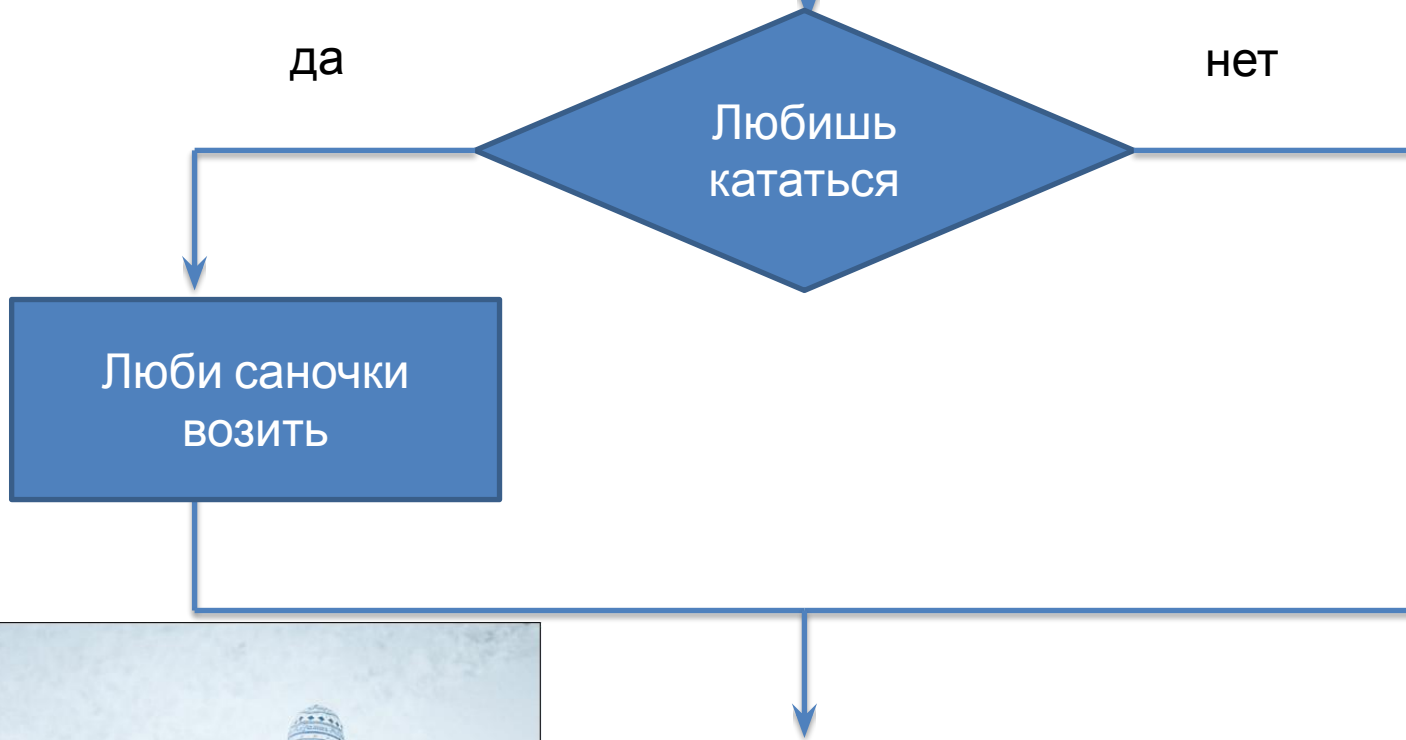 да
нет
Любишь
кататься
Люби саночки
возить